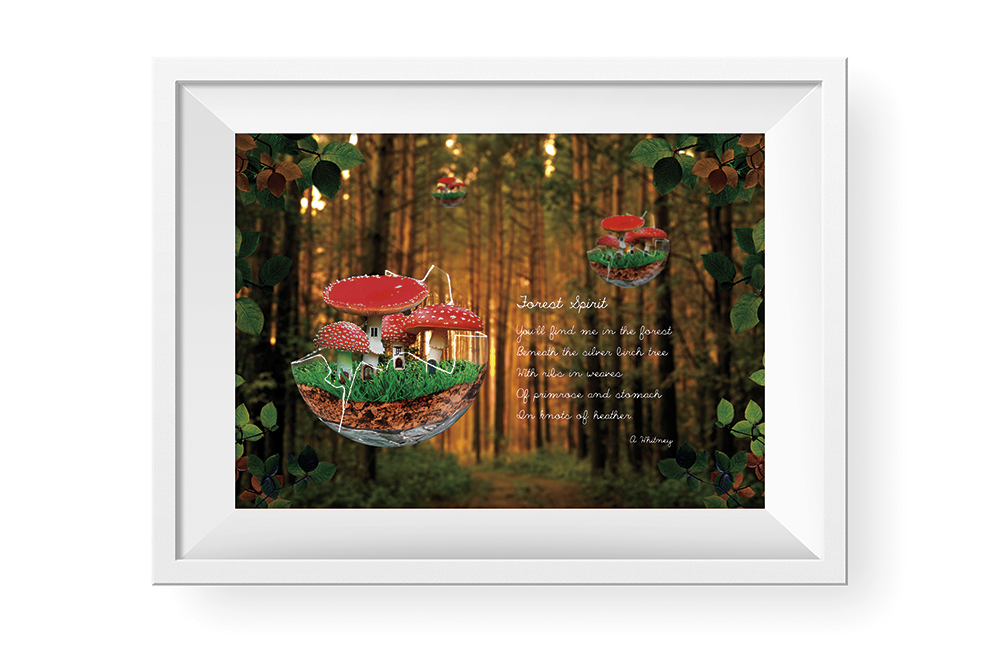 Forest Spirit
You'll find me in the forest
Beneath the silver birch tree
With ribs in weaves
Of primrose and stomach
In knots of heather
A Whitney